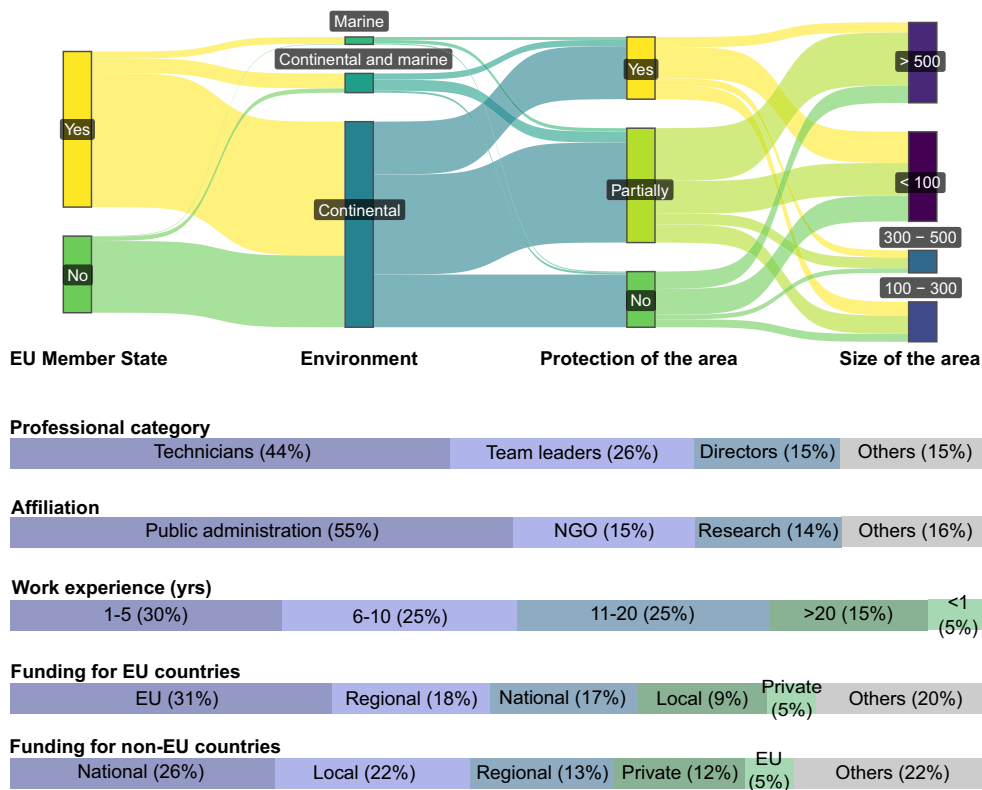 Marine
Continental and marine
Yes
> 500
Yes
Continental
Partially
< 100
300 − 500
No
No
100 − 300
EU Member State
Environment
Protection of the area
Size of the area
Professional category
Technicians (44%)
Team leaders (26%)
Directors (15%)
Others (15%)
Affiliation
Public administration (55%)
NGO (15%)
Research (14%)
Others (16%)
Work experience (yrs)
1-5 (30%)
6-10 (25%)
11-20 (25%)
>20 (15%)
<1
(5%)
Funding for EU countries
EU (31%)
Regional (18%)
National (17%)
Local (9%)
Private
(5%)
Others (20%)
Funding for non-EU countries
National (26%)
Local (22%)
Regional (13%)
Private (12%)
EU
(5%)
Others (22%)